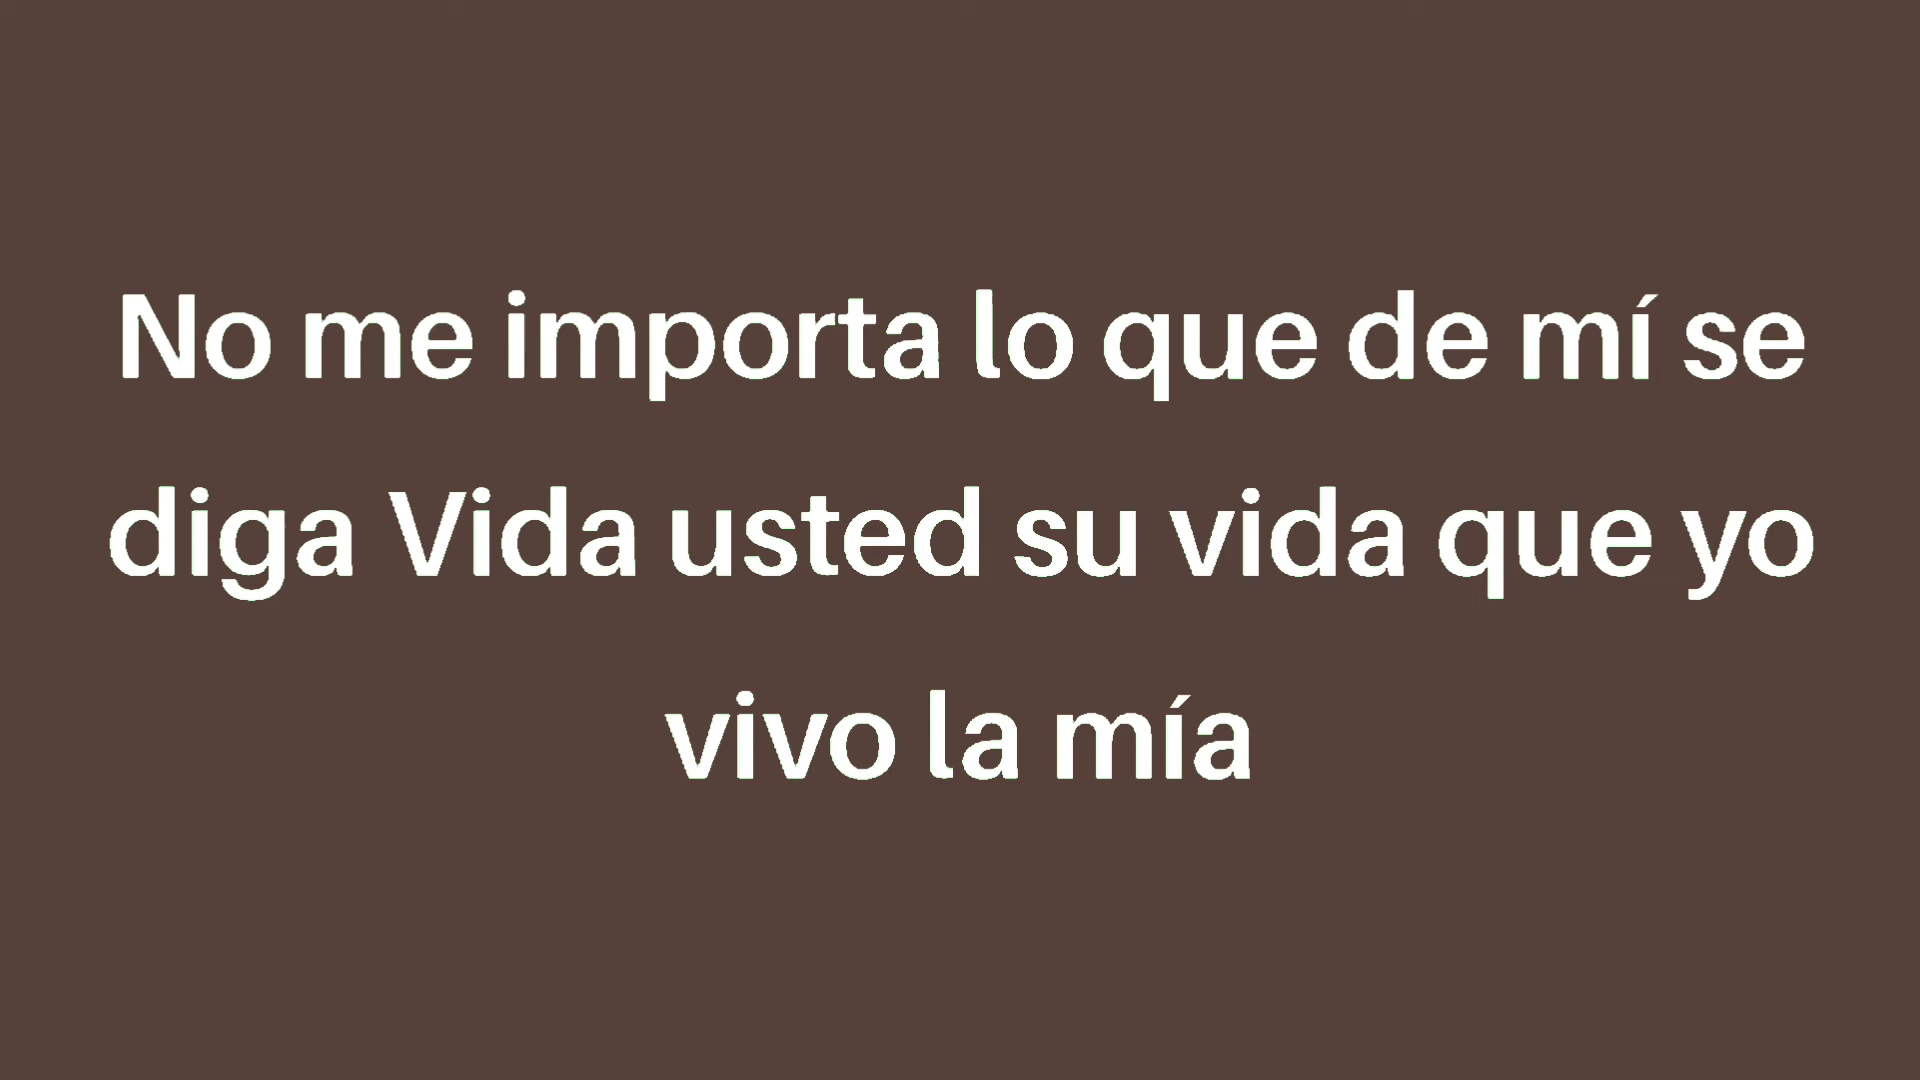 No me importa lo que de mí se
diga Vida usted su vida que yo
vivo la mía